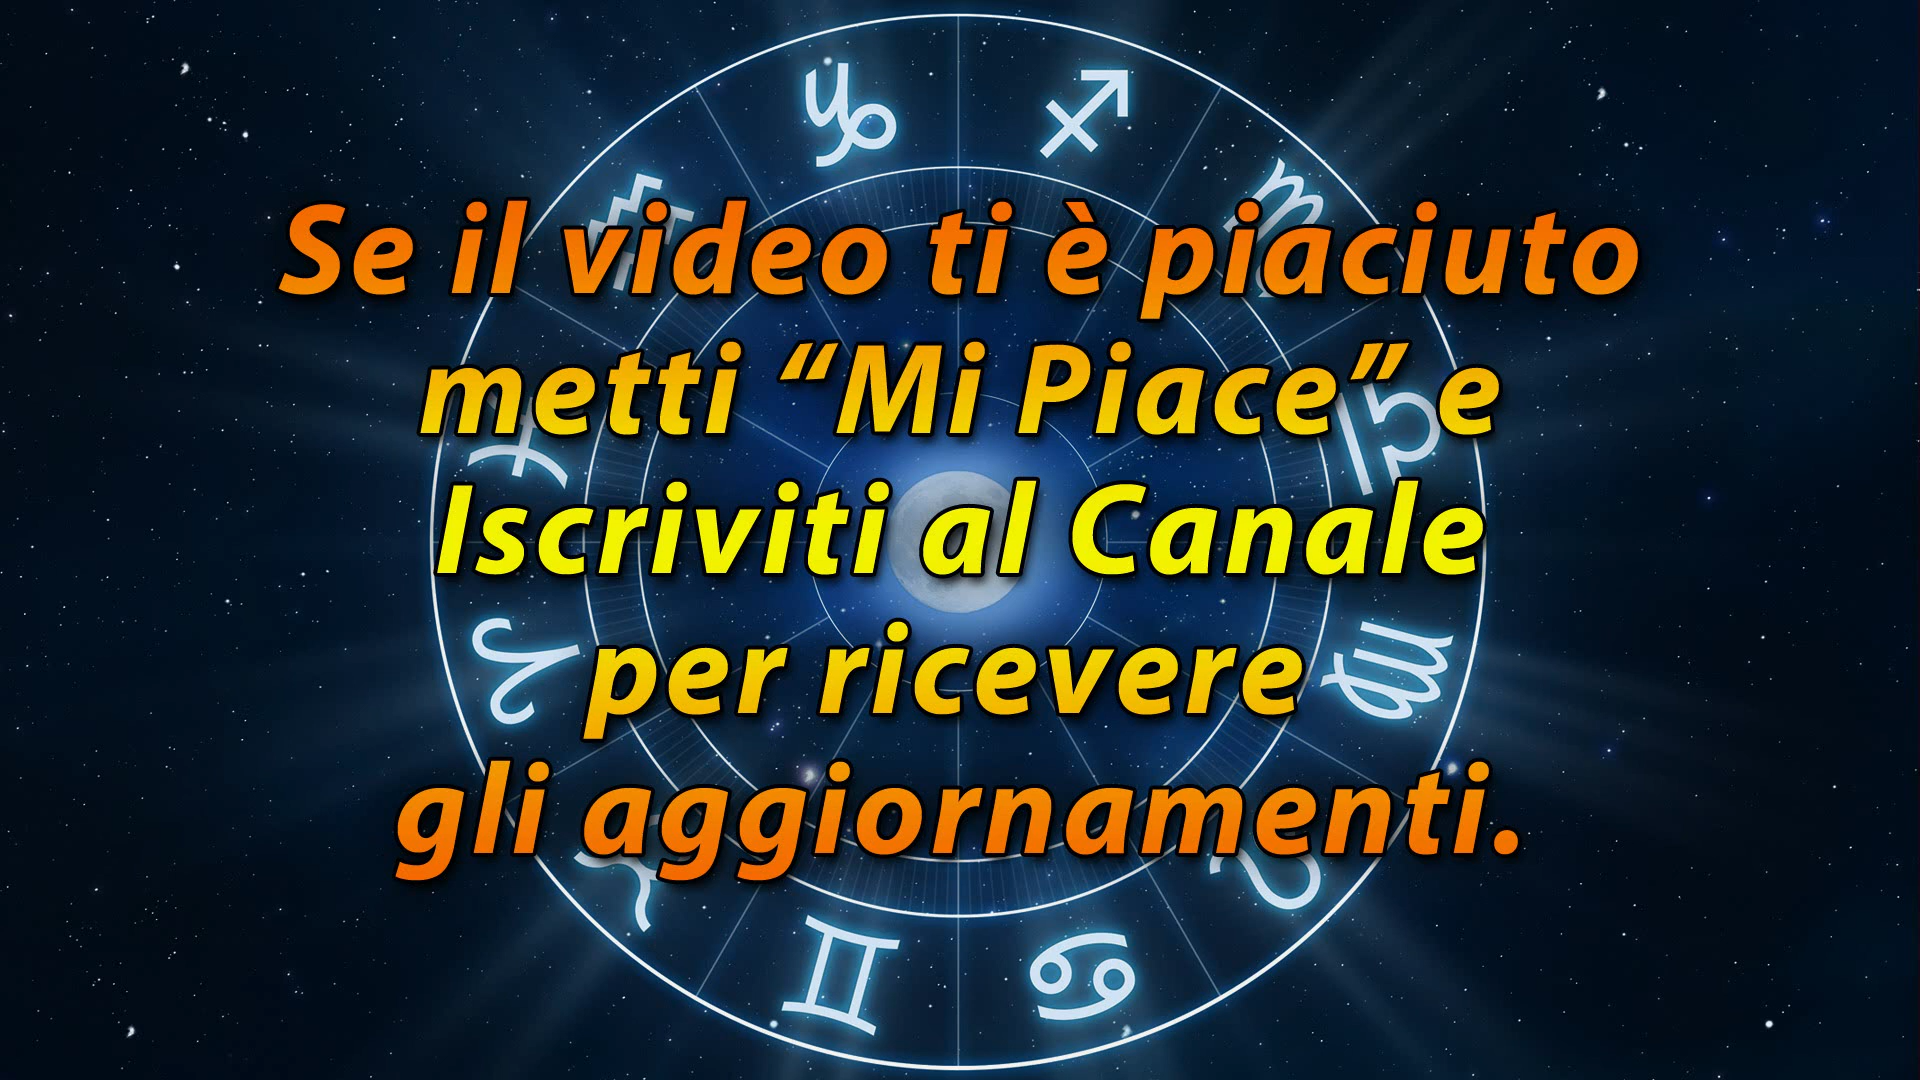 Se il video ti è piaciuto
metti “Mi Piace” e
Iscriviti al Canale
per ricevere
gli aggiornamenti.